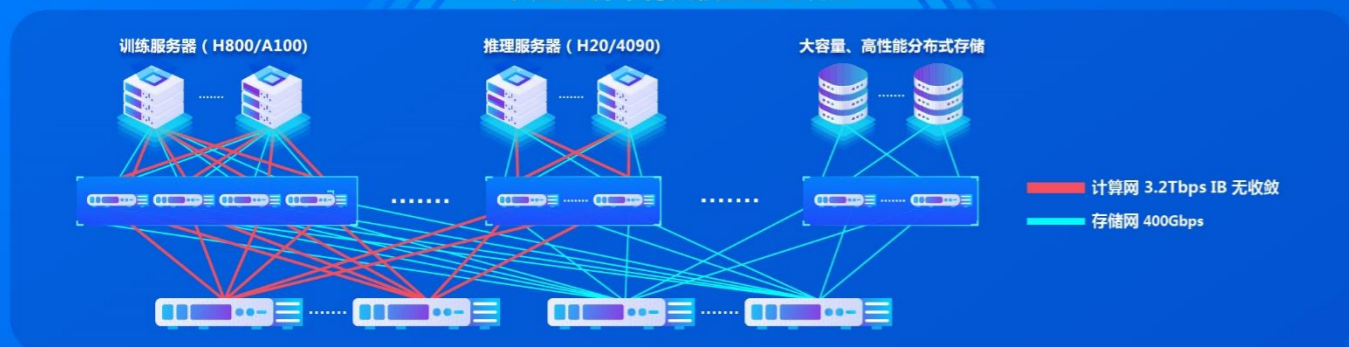 训练服务器（H800/A100)
推理服务器（H20/4090)
大容量、高性能分布式存储
计算网 3.2Tbps IB 无收敛
存储网 400Gbps